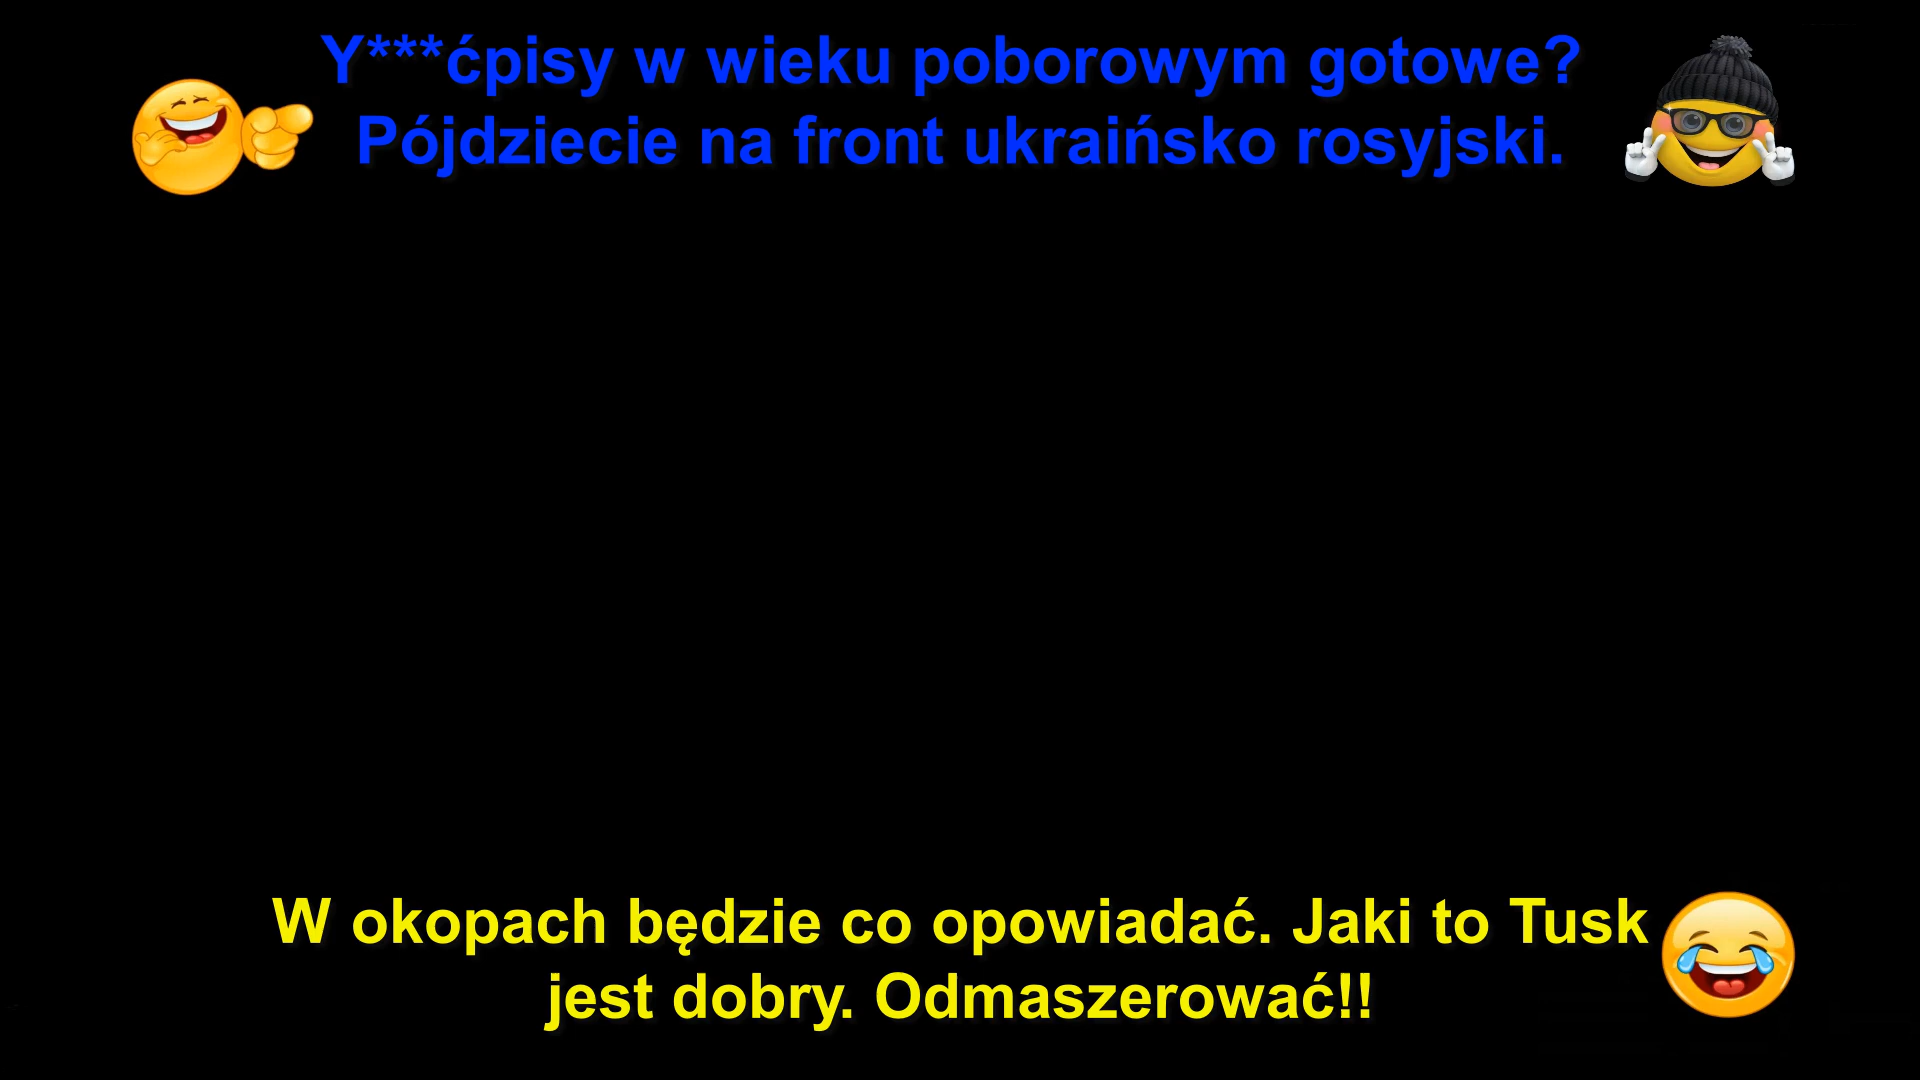 Y***ćpisy w wieku poborowym gotowe?
Pójdziecie na front ukraińsko rosyjski.
W okopach będzie co opowiadać. Jaki to Tusk
jest dobry. Odmaszerować!!